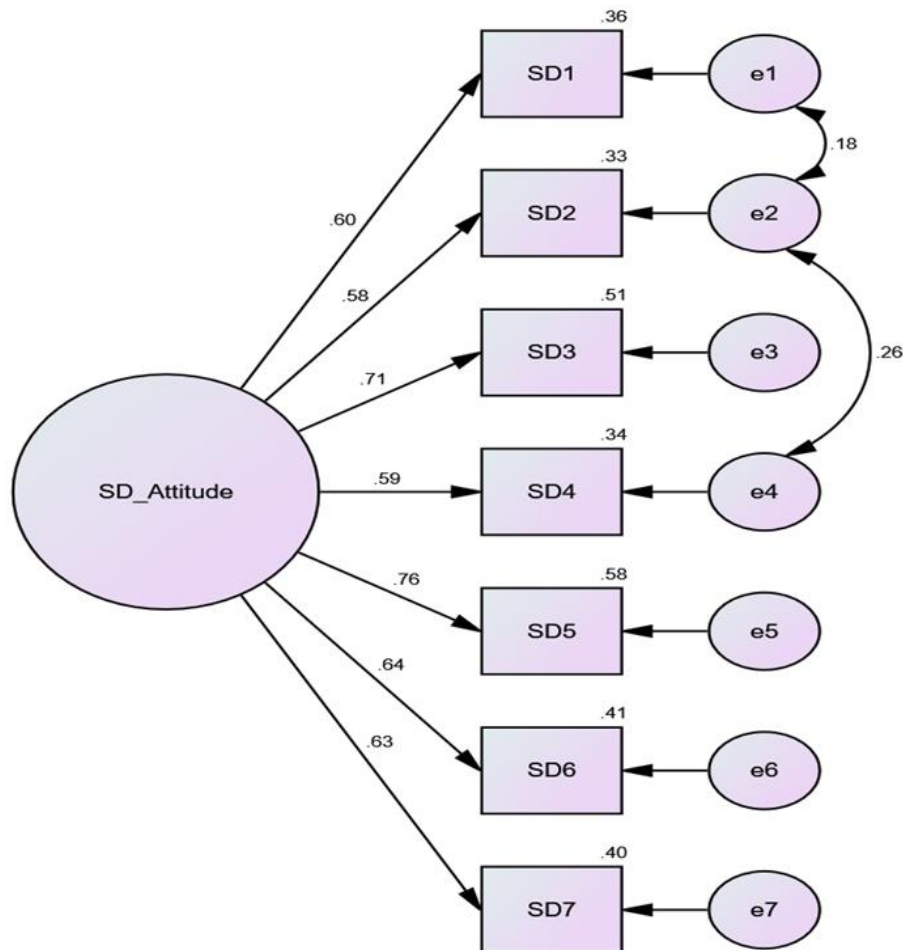 .36
SD1
e1
.18
.60
.33
SD2
e2
.58
.51
SD3
e3
.26
.71
.34
SD4
e4
.59
SD_Attitude
.58
SD5
e5
.76
.41
SD6
e6
.64
.40
SD7
e7
.63